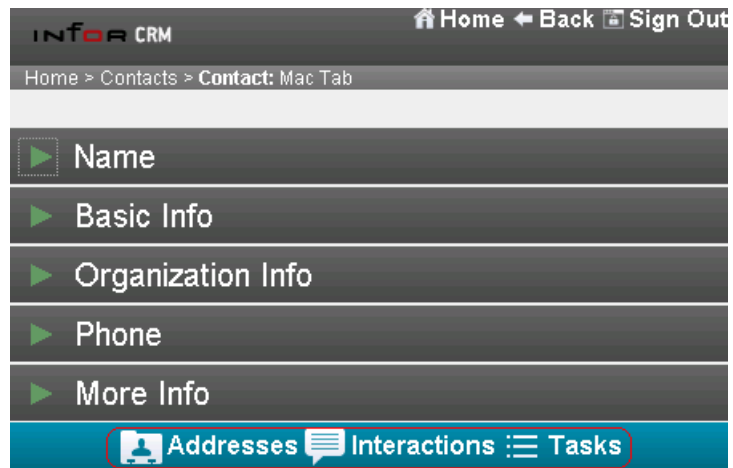 infor CRM
Home Back Sign Out
Home > Contacts > Contact: Mac Tab
Name
Basic Info
Organization Info
Phone
More Info
Addresses Interactions Tasks